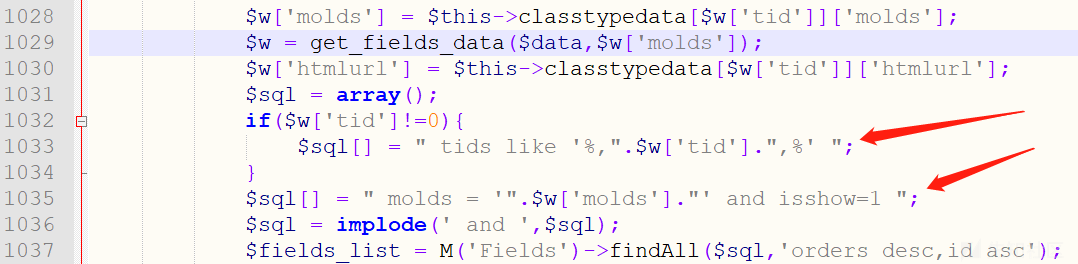 1028 $w['molds'] = $this->classtypedata[$w['tid']]['molds'];
1029 $w = get_fields_data($data,$w['molds']);
1030 $w['htmlurl'] = $this->classtypedata[$w['tid']]['htmlurl'];
1031 $sql = array();
1032 if($w['tid']!=0){
1033 $sql[] = " tids like '%,".$w['tid'].",%' ";
1034 }
1035 $sql[] = " molds = '".$w['molds']."' and isshow=1 ";
1036 $sql = implode(' and ',$sql);
1037 $fields_list = M('Fields')->findAll($sql,'orders desc,id asc');